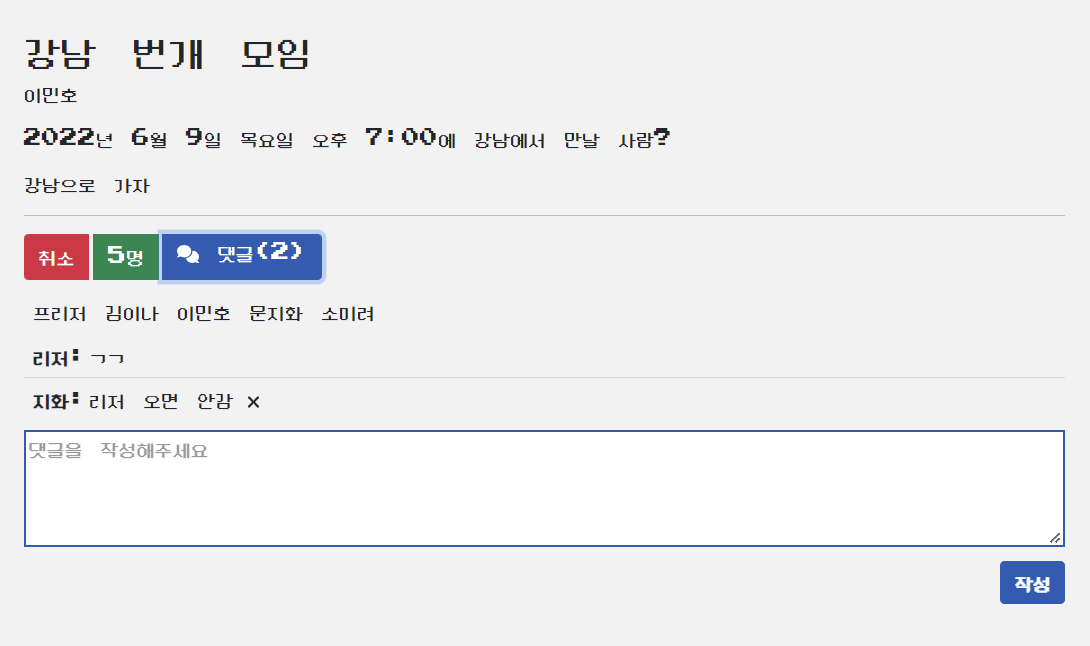 강남 번개 모임
이민호
2022년 6월 9일 목요일 오후 7:00에 강남에서 만날 사람?
강남으로 가자
취소 5명 댓글(2)
프리저 김이나 이민호 문지화 소미려
리저: ㄱㄱ
지화: 리저 오면 안감 ×
댓글을 작성해주세요
작성